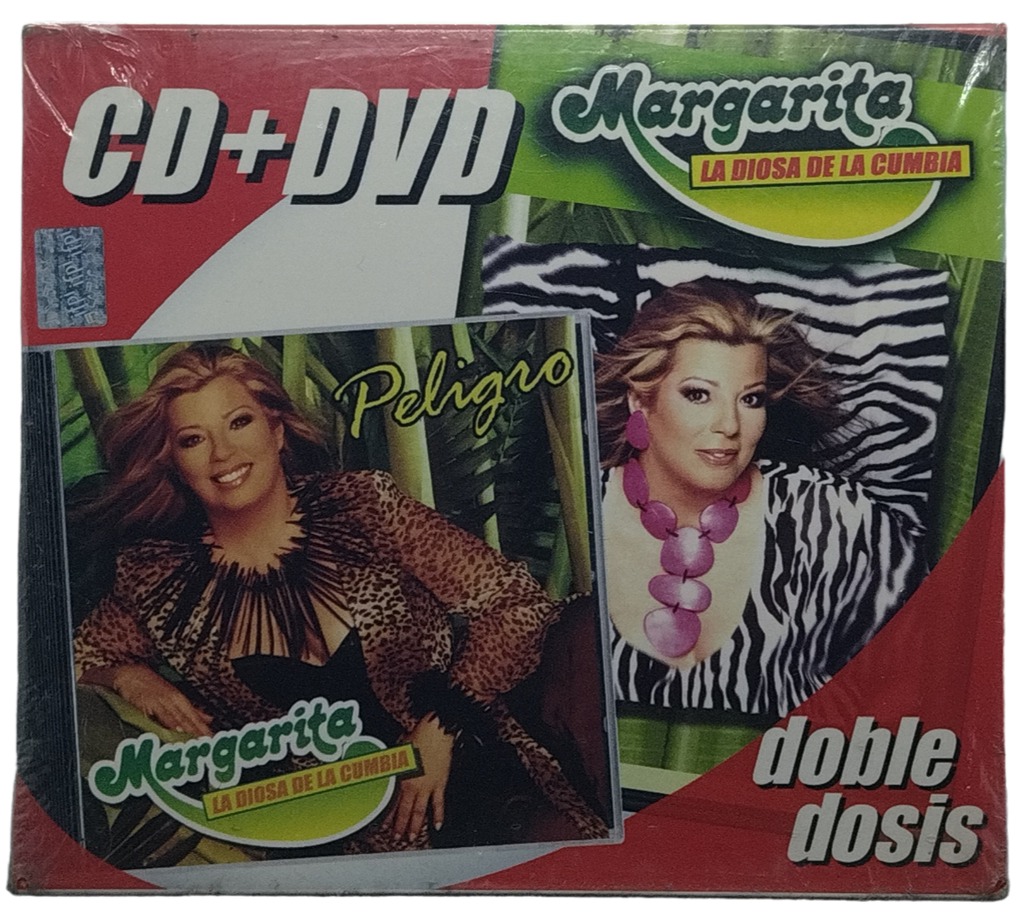 CD+DVD
Margarita
LA DIOSA DE LA CUMBIA
Peligro
Margarita
LA DIOSA DE LA CUMBIA
doble
dosis